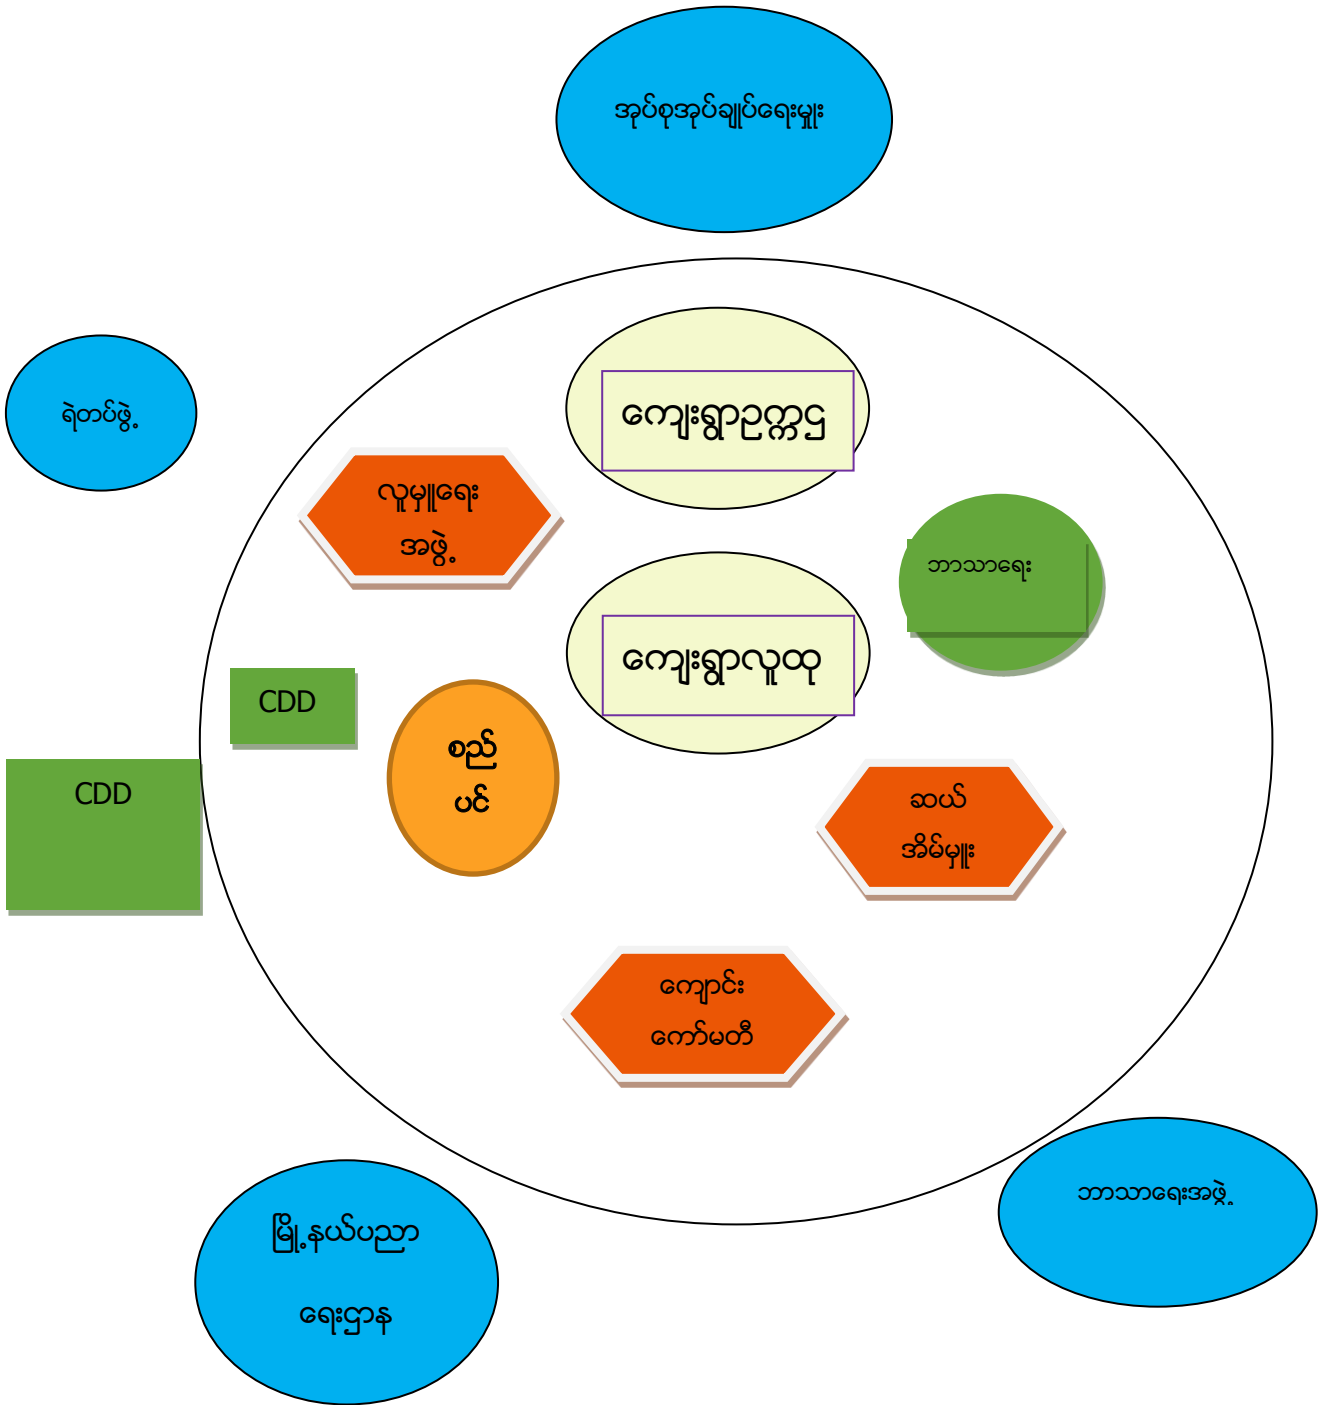 အုပ်စုအုပ်ချုပ်ရေးမှုး
ကျေးရွာဥက္ကဌ
ရဲတပ်ဖွဲ့
လူမှုရေး
အဖွဲ့
ဘာသာရေး
ကျေးရွာလူထု
CDD
စည်
ပင်
CDD
ဆယ်
အိမ်မှူး
ကျောင်း
ကော်မတီ
ဘာသာရေးအဖွဲ့
မြို့နယ်ပညာ
ရေးဌာန